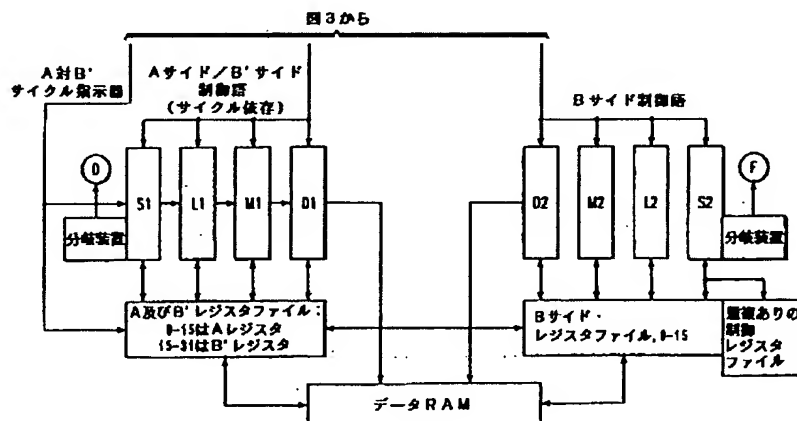 図3から
A対B'
サイクル指示器
Aサイド/B'サイド
制御語
(サイクル依存)
Bサイド制御語
D
S1
L1
M1
D1
D2
M2
L2
S2
F
分岐装置
分岐装置
A及びB'レジスタファイル:
0-15はAレジスタ
15-31はB'レジスタ
Bサイド・
レジスタファイル,0-15
重複ありの
制御
レジスタ
ファイル
データRAM